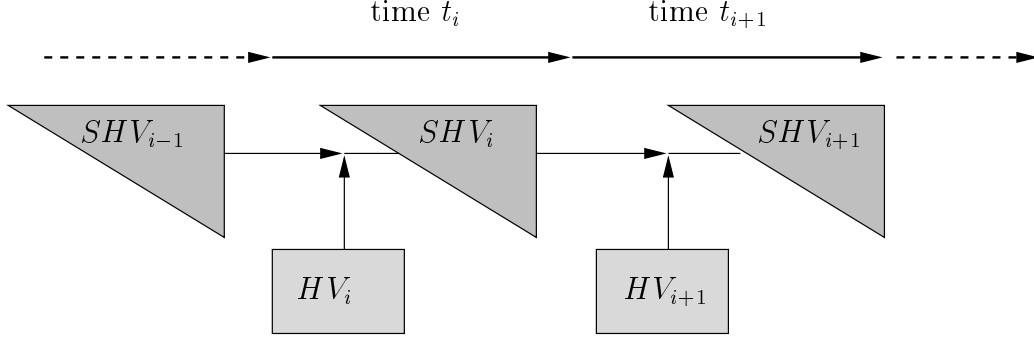 time t_i time t_{i+1}
SHV_{i-1} SHV_i SHV_{i+1}
HV_i HV_{i+1}